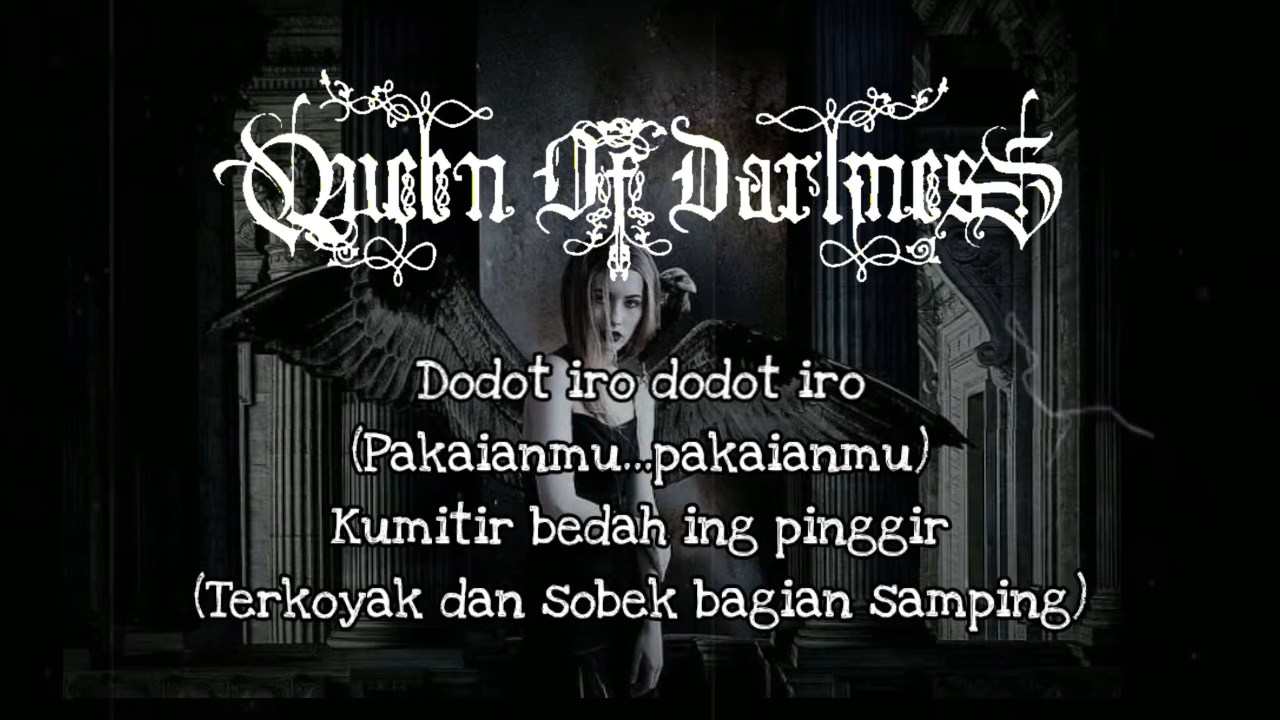 Queen Of Darkness
Dodot iro dodot iro
(Pakaianmu...pakaianmu)
Kumitir bedah ing pinggir
(Terkoyak dan sobek bagian samping)